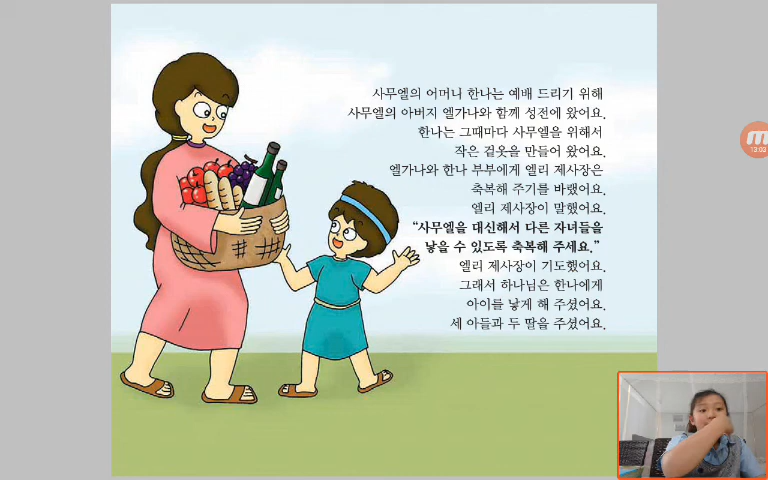 사무엘의 어머니 한나는 예배 드리기 위해
사무엘의 아버지 엘가나와 함께 성전에 왔어요.
한나는 그때마다 사무엘을 위해서
작은 겉옷을 만들어 왔어요.
엘가나와 한나 부부에게 엘리 제사장은
축복해 주기를 바랬어요.
엘리 제사장이 말했어요.
“사무엘을 대신해서 다른 자녀들을
낳을 수 있도록 축복해 주세요.”
엘리 제사장이 기도했어요.
그래서 하나님은 한나에게
아이를 낳게 해 주셨어요.
세 아들과 두 딸을 주셨어요.
13:03